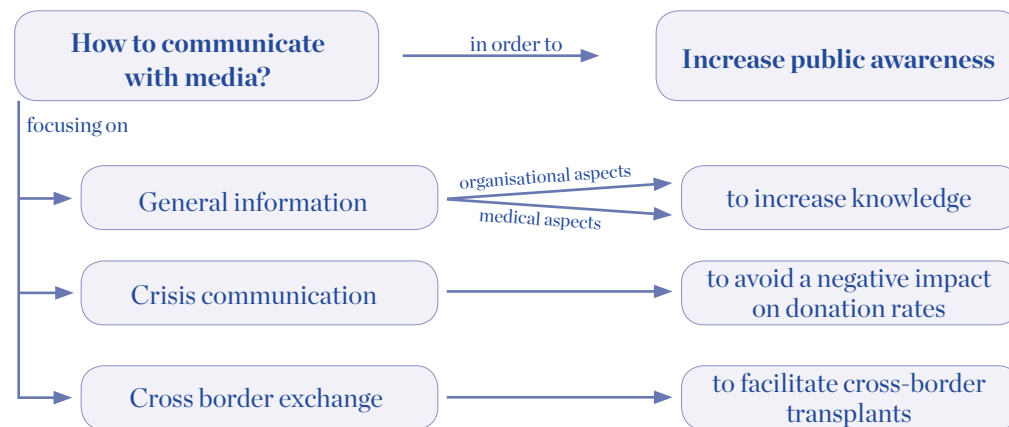 How to communicate
with media?
in order to
Increase public awareness
focusing on
General information
organisational aspects
medical aspects
to increase knowledge
Crisis communication
to avoid a negative impact
on donation rates
Cross border exchange
to facilitate cross-border
transplants